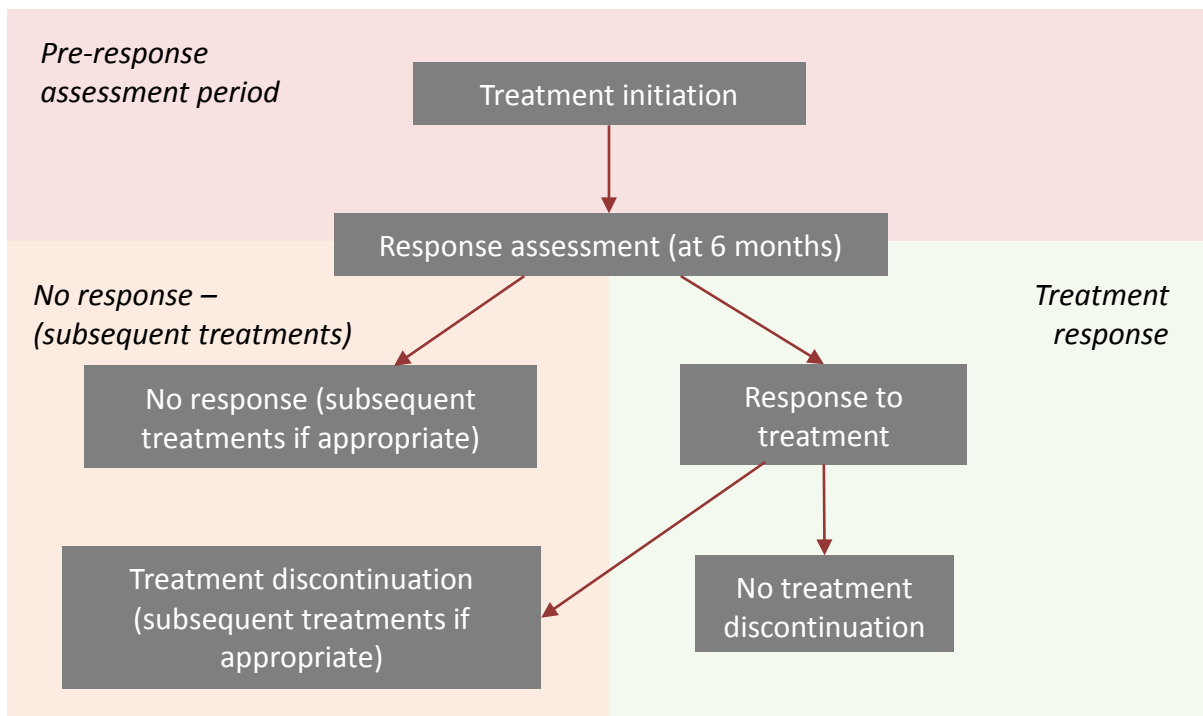 Pre-response
assessment period
Treatment initiation
Response assessment (at 6 months)
No response –
(subsequent treatments)
Treatment
response
No response (subsequent
treatments if appropriate)
Response to
treatment
Treatment discontinuation
(subsequent treatments if
appropriate)
No treatment
discontinuation